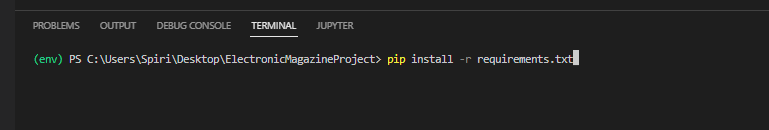 PROBLEMS OUTPUT DEBUG CONSOLE TERMINAL JUPYTER
(env) PS C:\Users\Spiri\Desktop\ElectronicMagazineProject> pip install -r requirements.txt